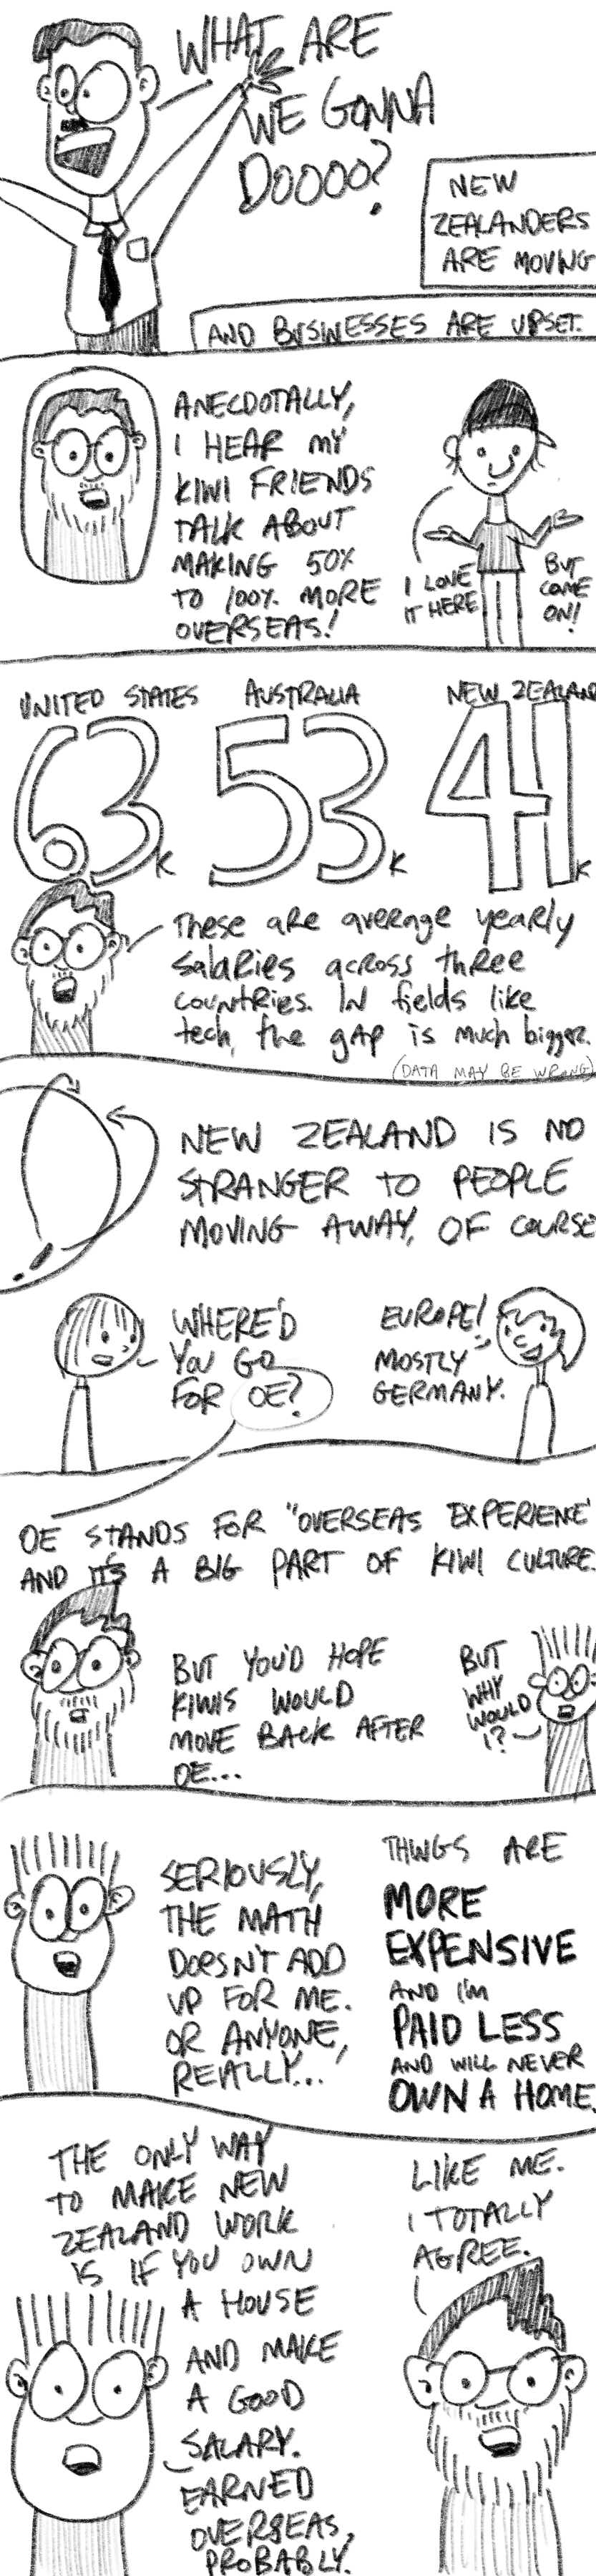 WHAT ARE
WE GONNA
DOOOO?
NEW
ZEALANDERS
ARE MOVING
AND BUSINESSES ARE UPSET.
ANECDOTALLY,
I HEAR MY
KIWI FRIENDS
TALK ABOUT
MAKING 50%
TO 100% MORE
OVERSEAS!
I LOVE
IT HERE
BUT
COME
ON!
UNITED STATES
63K
AUSTRALIA
53K
NEW ZEALAND
41K
These are average yearly
salaries across three
countries. In fields like
tech, the gap is much bigger.
(DATA MAY BE WRONG)
NEW ZEALAND IS NO
STRANGER TO PEOPLE
MOVING AWAY, OF COURSE
WHERE'D
YOU GO
FOR OE?
EUROPE!
MOSTLY
GERMANY.
OE STANDS FOR "OVERSEAS EXPERIENCE"
AND IT'S A BIG PART OF KIWI CULTURE.
BUT YOU'D HOPE
KIWIS WOULD
MOVE BACK AFTER
OE...
BUT
WHY
WOULD
I?
SERIOUSLY,
THE MATH
DOESN'T ADD
UP FOR ME.
OR ANYONE,
REALLY...
THINGS ARE
MORE
EXPENSIVE
AND I'M
PAID LESS
AND WILL NEVER
OWN A HOME.
THE ONLY WAY
TO MAKE NEW
ZEALAND WORK
IS IF YOU OWN
A HOUSE
AND MAKE
A GOOD
SALARY.
EARNED
OVERSEAS,
PROBABLY.
LIKE ME.
I TOTALLY
AGREE.